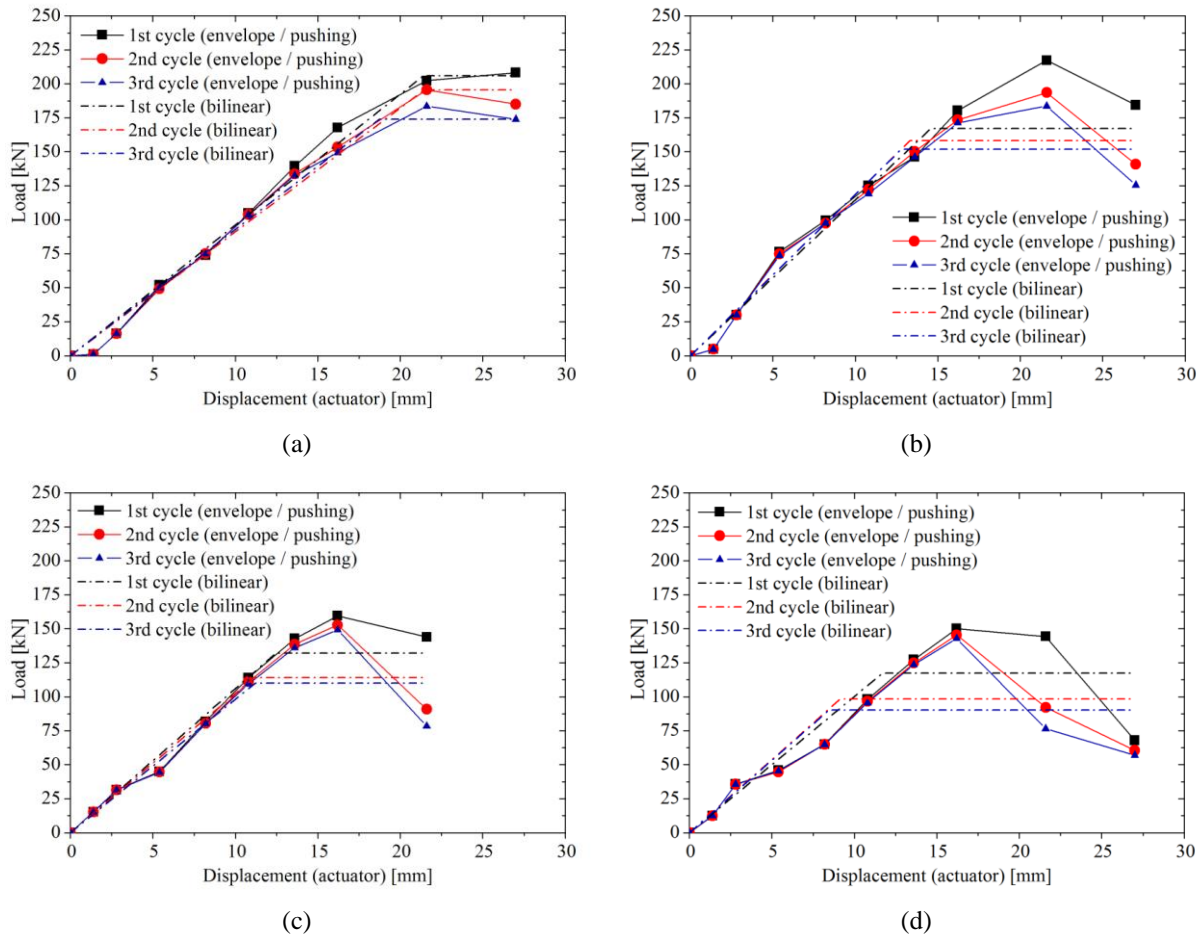 250
225
200
175
150
125
100
75
50
25
0
Load [kN]
1st cycle (envelope / pushing)
2nd cycle (envelope / pushing)
3rd cycle (envelope / pushing)
1st cycle (bilinear)
2nd cycle (bilinear)
3rd cycle (bilinear)
0 5 10 15 20 25 30
Displacement (actuator) [mm]
(a)
250
225
200
175
150
125
100
75
50
25
0
Load [kN]
1st cycle (envelope / pushing)
2nd cycle (envelope / pushing)
3rd cycle (envelope / pushing)
1st cycle (bilinear)
2nd cycle (bilinear)
3rd cycle (bilinear)
0 5 10 15 20 25 30
Displacement (actuator) [mm]
(b)
250
225
200
175
150
125
100
75
50
25
0
Load [kN]
1st cycle (envelope / pushing)
2nd cycle (envelope / pushing)
3rd cycle (envelope / pushing)
1st cycle (bilinear)
2nd cycle (bilinear)
3rd cycle (bilinear)
0 5 10 15 20 25 30
Displacement (actuator) [mm]
(c)
250
225
200
175
150
125
100
75
50
25
0
Load [kN]
1st cycle (envelope / pushing)
2nd cycle (envelope / pushing)
3rd cycle (envelope / pushing)
1st cycle (bilinear)
2nd cycle (bilinear)
3rd cycle (bilinear)
0 5 10 15 20 25 30
Displacement (actuator) [mm]
(d)